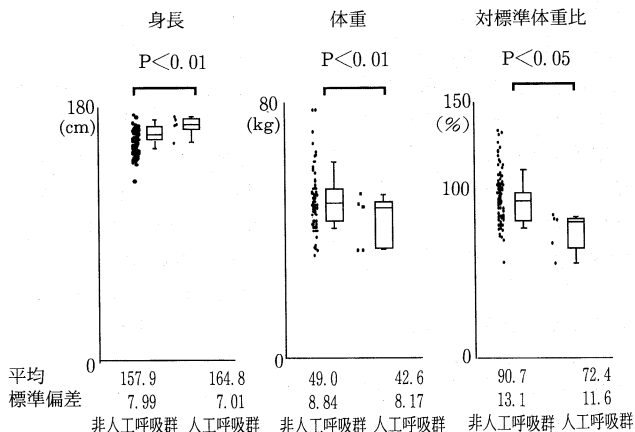 身長 体重 対標準体重比
P＜0.01 P＜0.01 P＜0.05
180 80 150
(cm) (kg) (％)
100
0 0 0
平均 157.9 164.8 49.0 42.6 90.7 72.4
標準偏差 7.99 7.01 8.84 8.17 13.1 11.6
非人工呼吸群 人工呼吸群 非人工呼吸群 人工呼吸群 非人工呼吸群 人工呼吸群